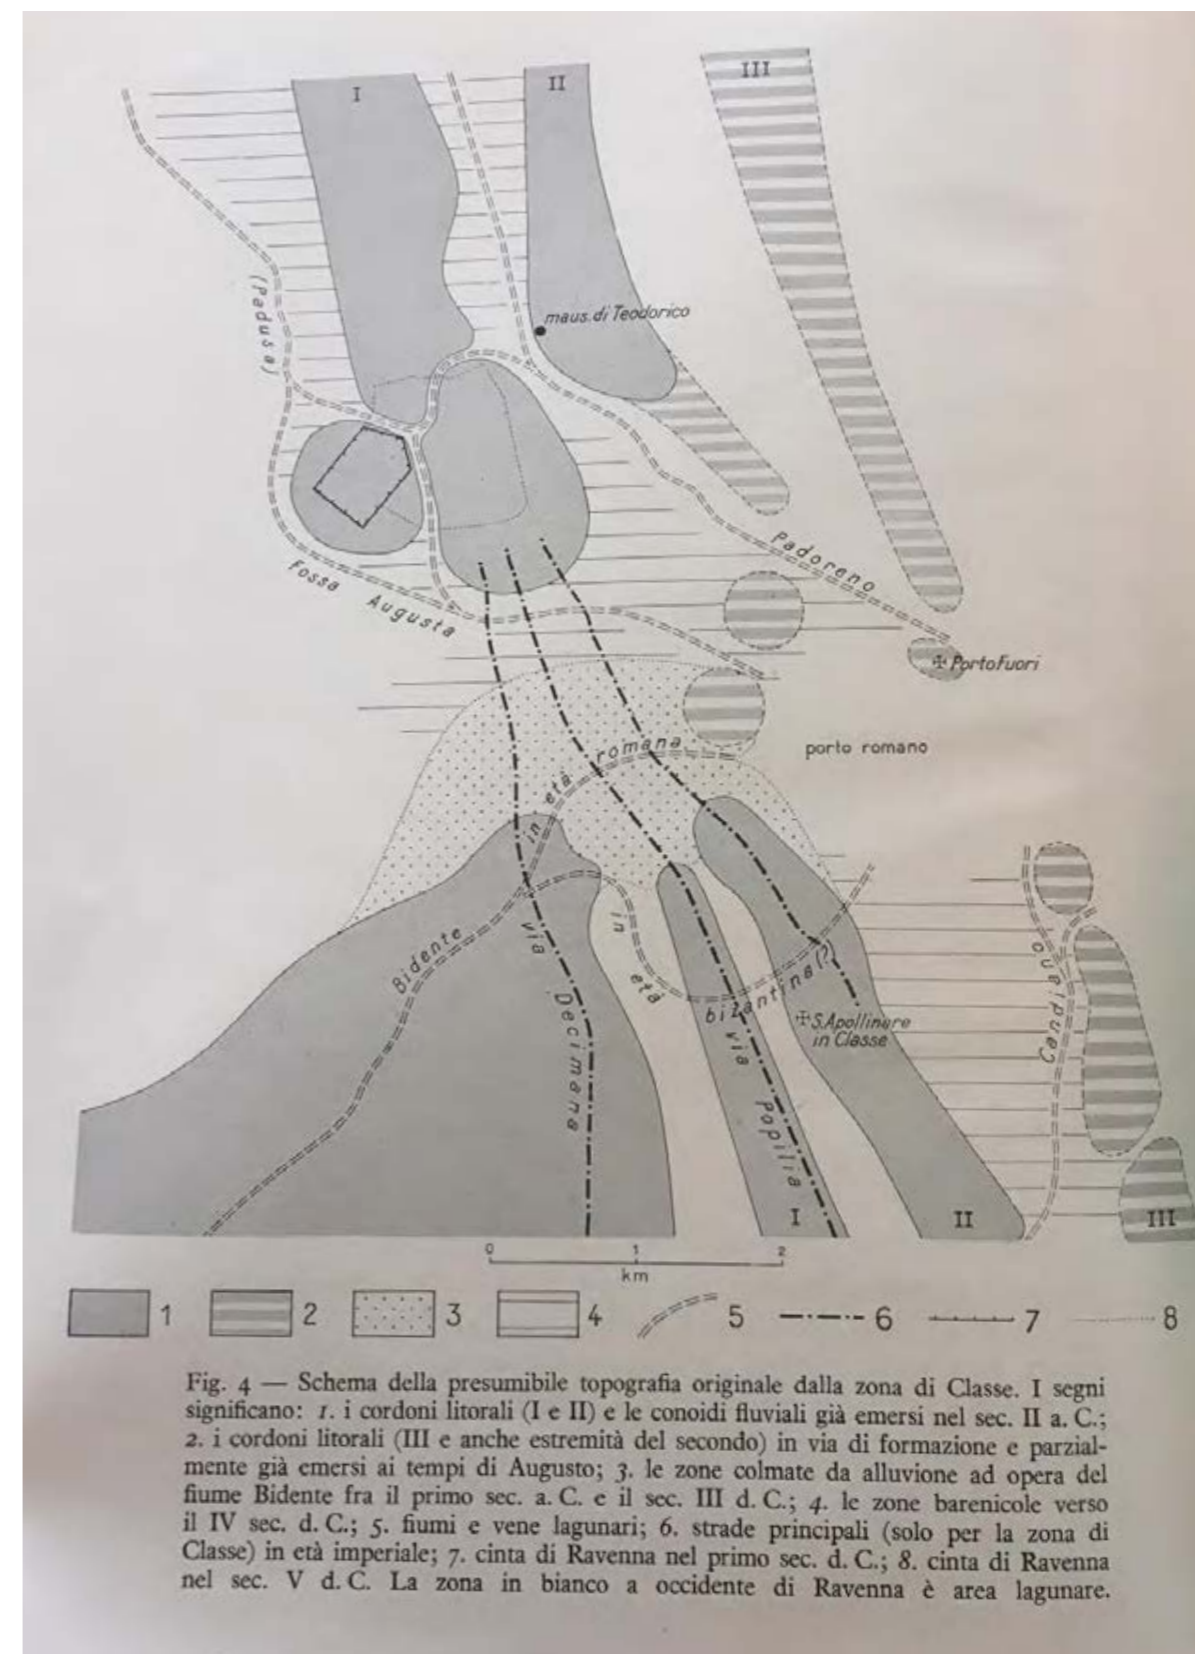 I
II
III
maus. di Teodorico
(Padusa)
Fossa Augusta
Padoreno
PortoFuori
porto romano
Bidente
in età romana
in età bizantina (?)
via Decimana
via Popilia
S. Apollinare
in Classe
Candiano
I
II
III
0 1 2
km
1 2 3 4 5 6 7 8
Fig. 4 — Schema della presumibile topografia originale dalla zona di Classe. I segni
significano: 1. i cordoni litorali (I e II) e le conoidi fluviali già emersi nel sec. II a. C.;
2. i cordoni litorali (III e anche estremità del secondo) in via di formazione e parzial-
mente già emersi ai tempi di Augusto; 3. le zone colmate da alluvione ad opera del
fiume Bidente fra il primo sec. a. C. e il sec. III d. C.; 4. le zone barenicole verso
il IV sec. d. C.; 5. fiumi e vene lagunari; 6. strade principali (solo per la zona di
Classe) in età imperiale; 7. cinta di Ravenna nel primo sec. d. C.; 8. cinta di Ravenna
nel sec. V d. C. La zona in bianco a occidente di Ravenna è area lagunare.